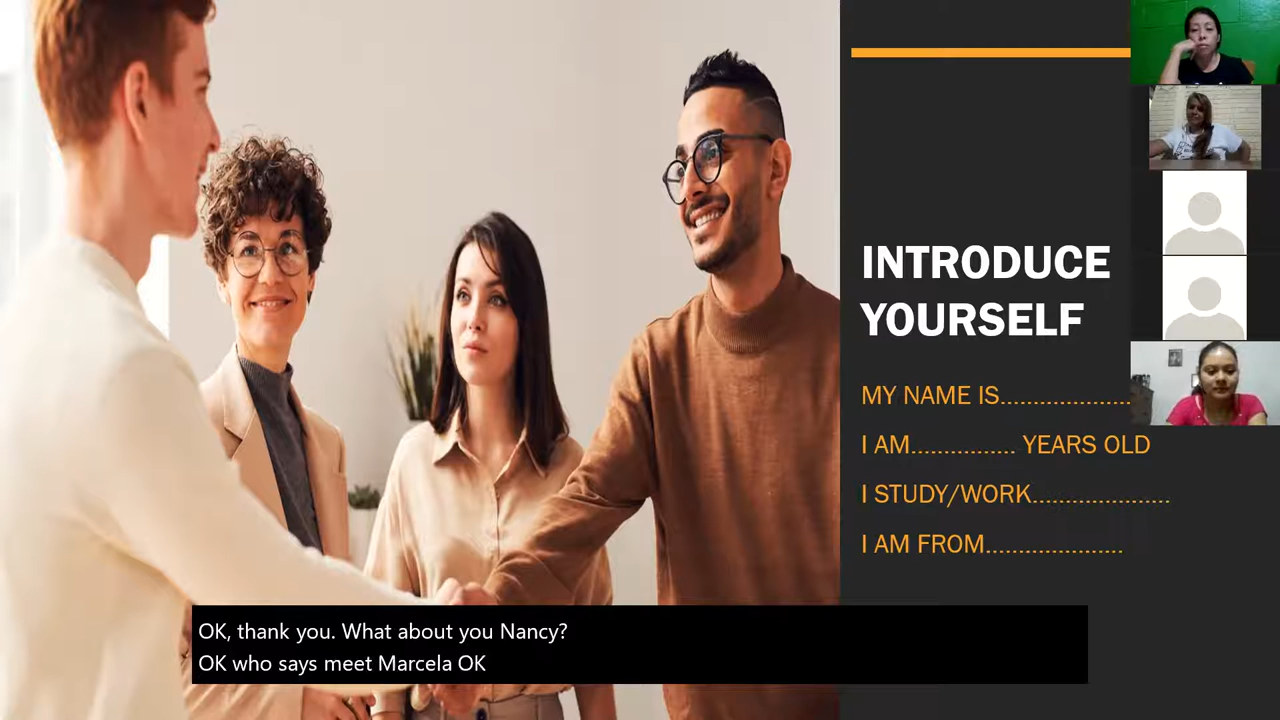 INTRODUCE
YOURSELF
MY NAME IS....................
I AM................ YEARS OLD
I STUDY/WORK.....................
I AM FROM.....................
OK, thank you. What about you Nancy?
OK who says meet Marcela OK